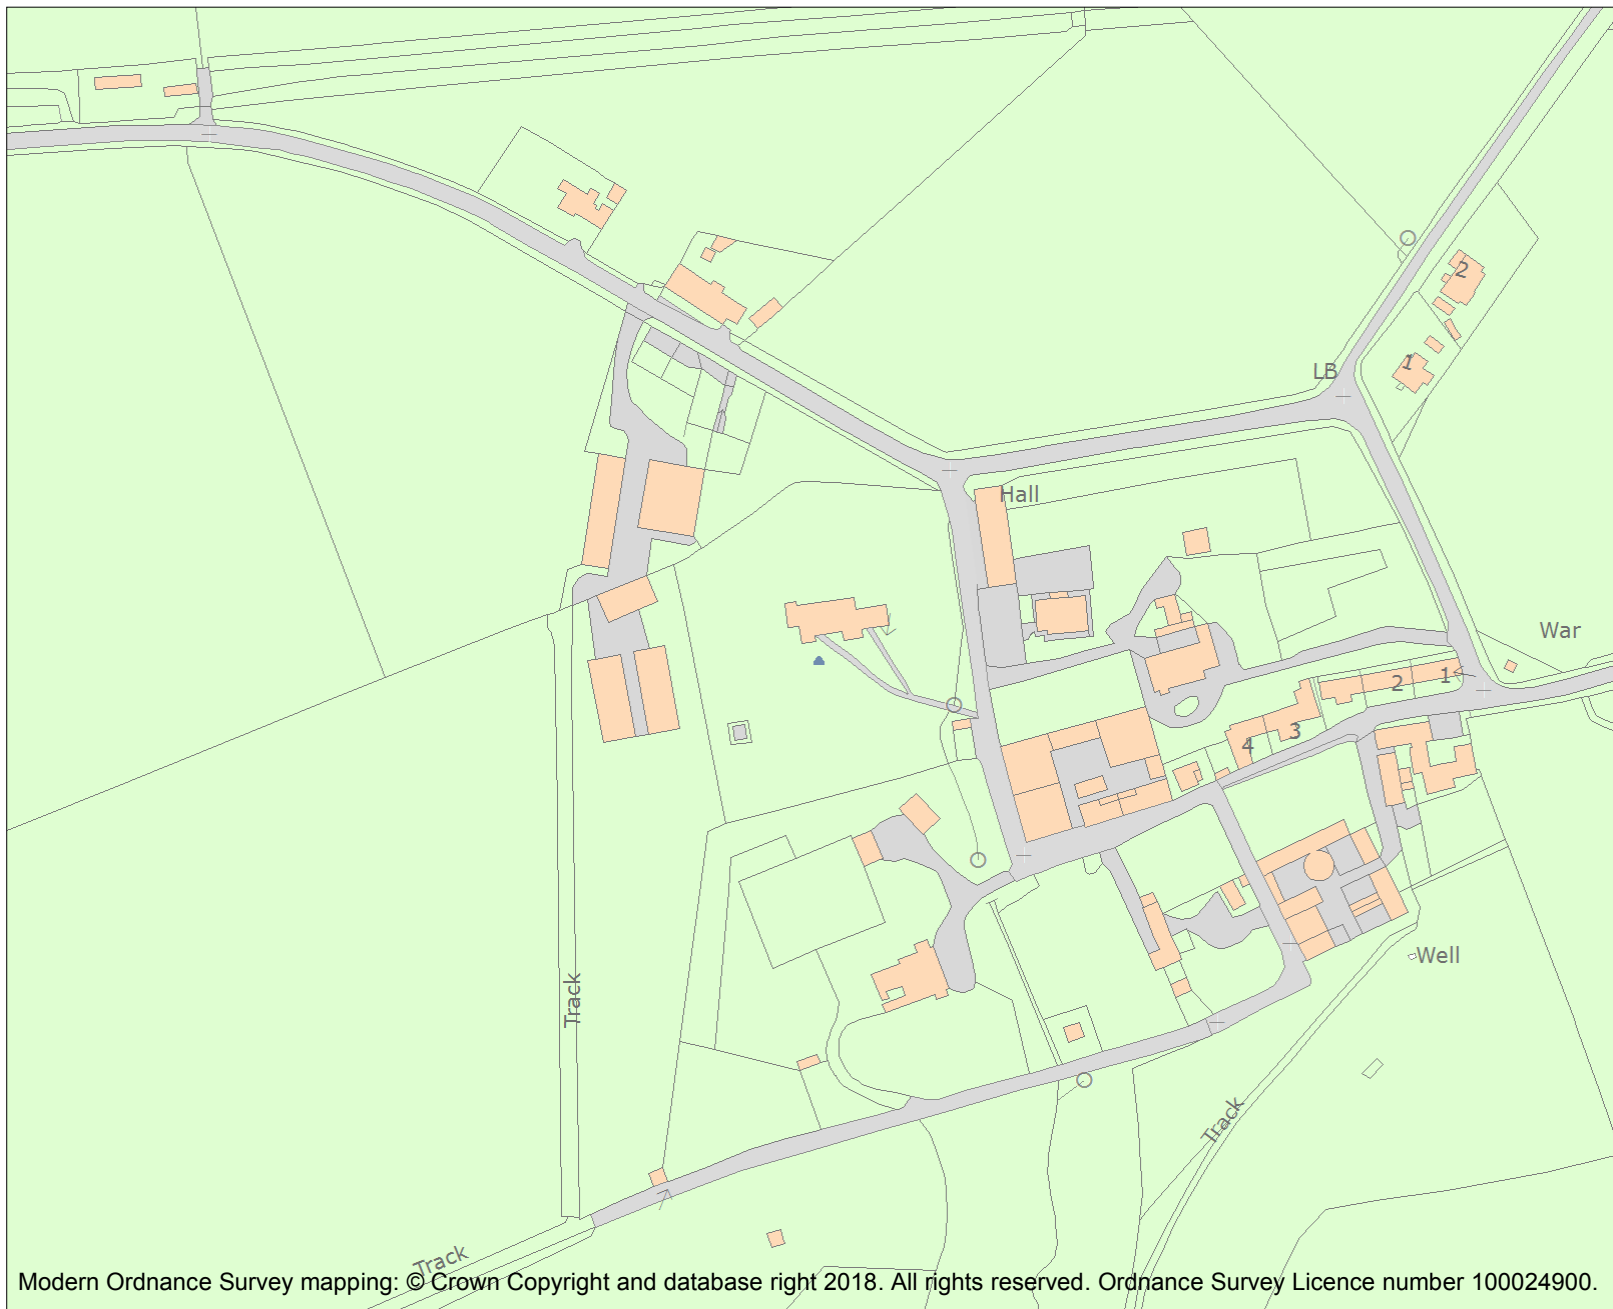 2
1
LB
Hall
War
1
2
3
4
Well
Track
Track
Track
Modern Ordnance Survey mapping: © Crown Copyright and database right 2018. All rights reserved. Ordnance Survey Licence number 100024900.